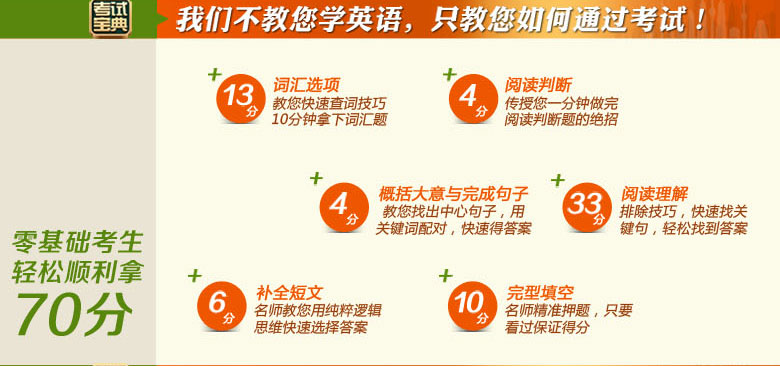 考试
宝典
我们不教您学英语，只教您如何通过考试！
+
13分
词汇选项
教您快速查词技巧
10分钟拿下词汇题
+
4分
阅读判断
传授您一分钟做完
阅读判断题的绝招
+
4分
概括大意与完成句子
教您找出中心句子，用
关键词配对，快速得答案
+
33分
阅读理解
排除技巧，快速找关
键句，轻松找到答案
零基础考生
轻松顺利拿
70分
+
6分
补全短文
名师教您用纯粹逻辑
思维快速选择答案
+
10分
完型填空
名师精准押题，只要
看过保证得分